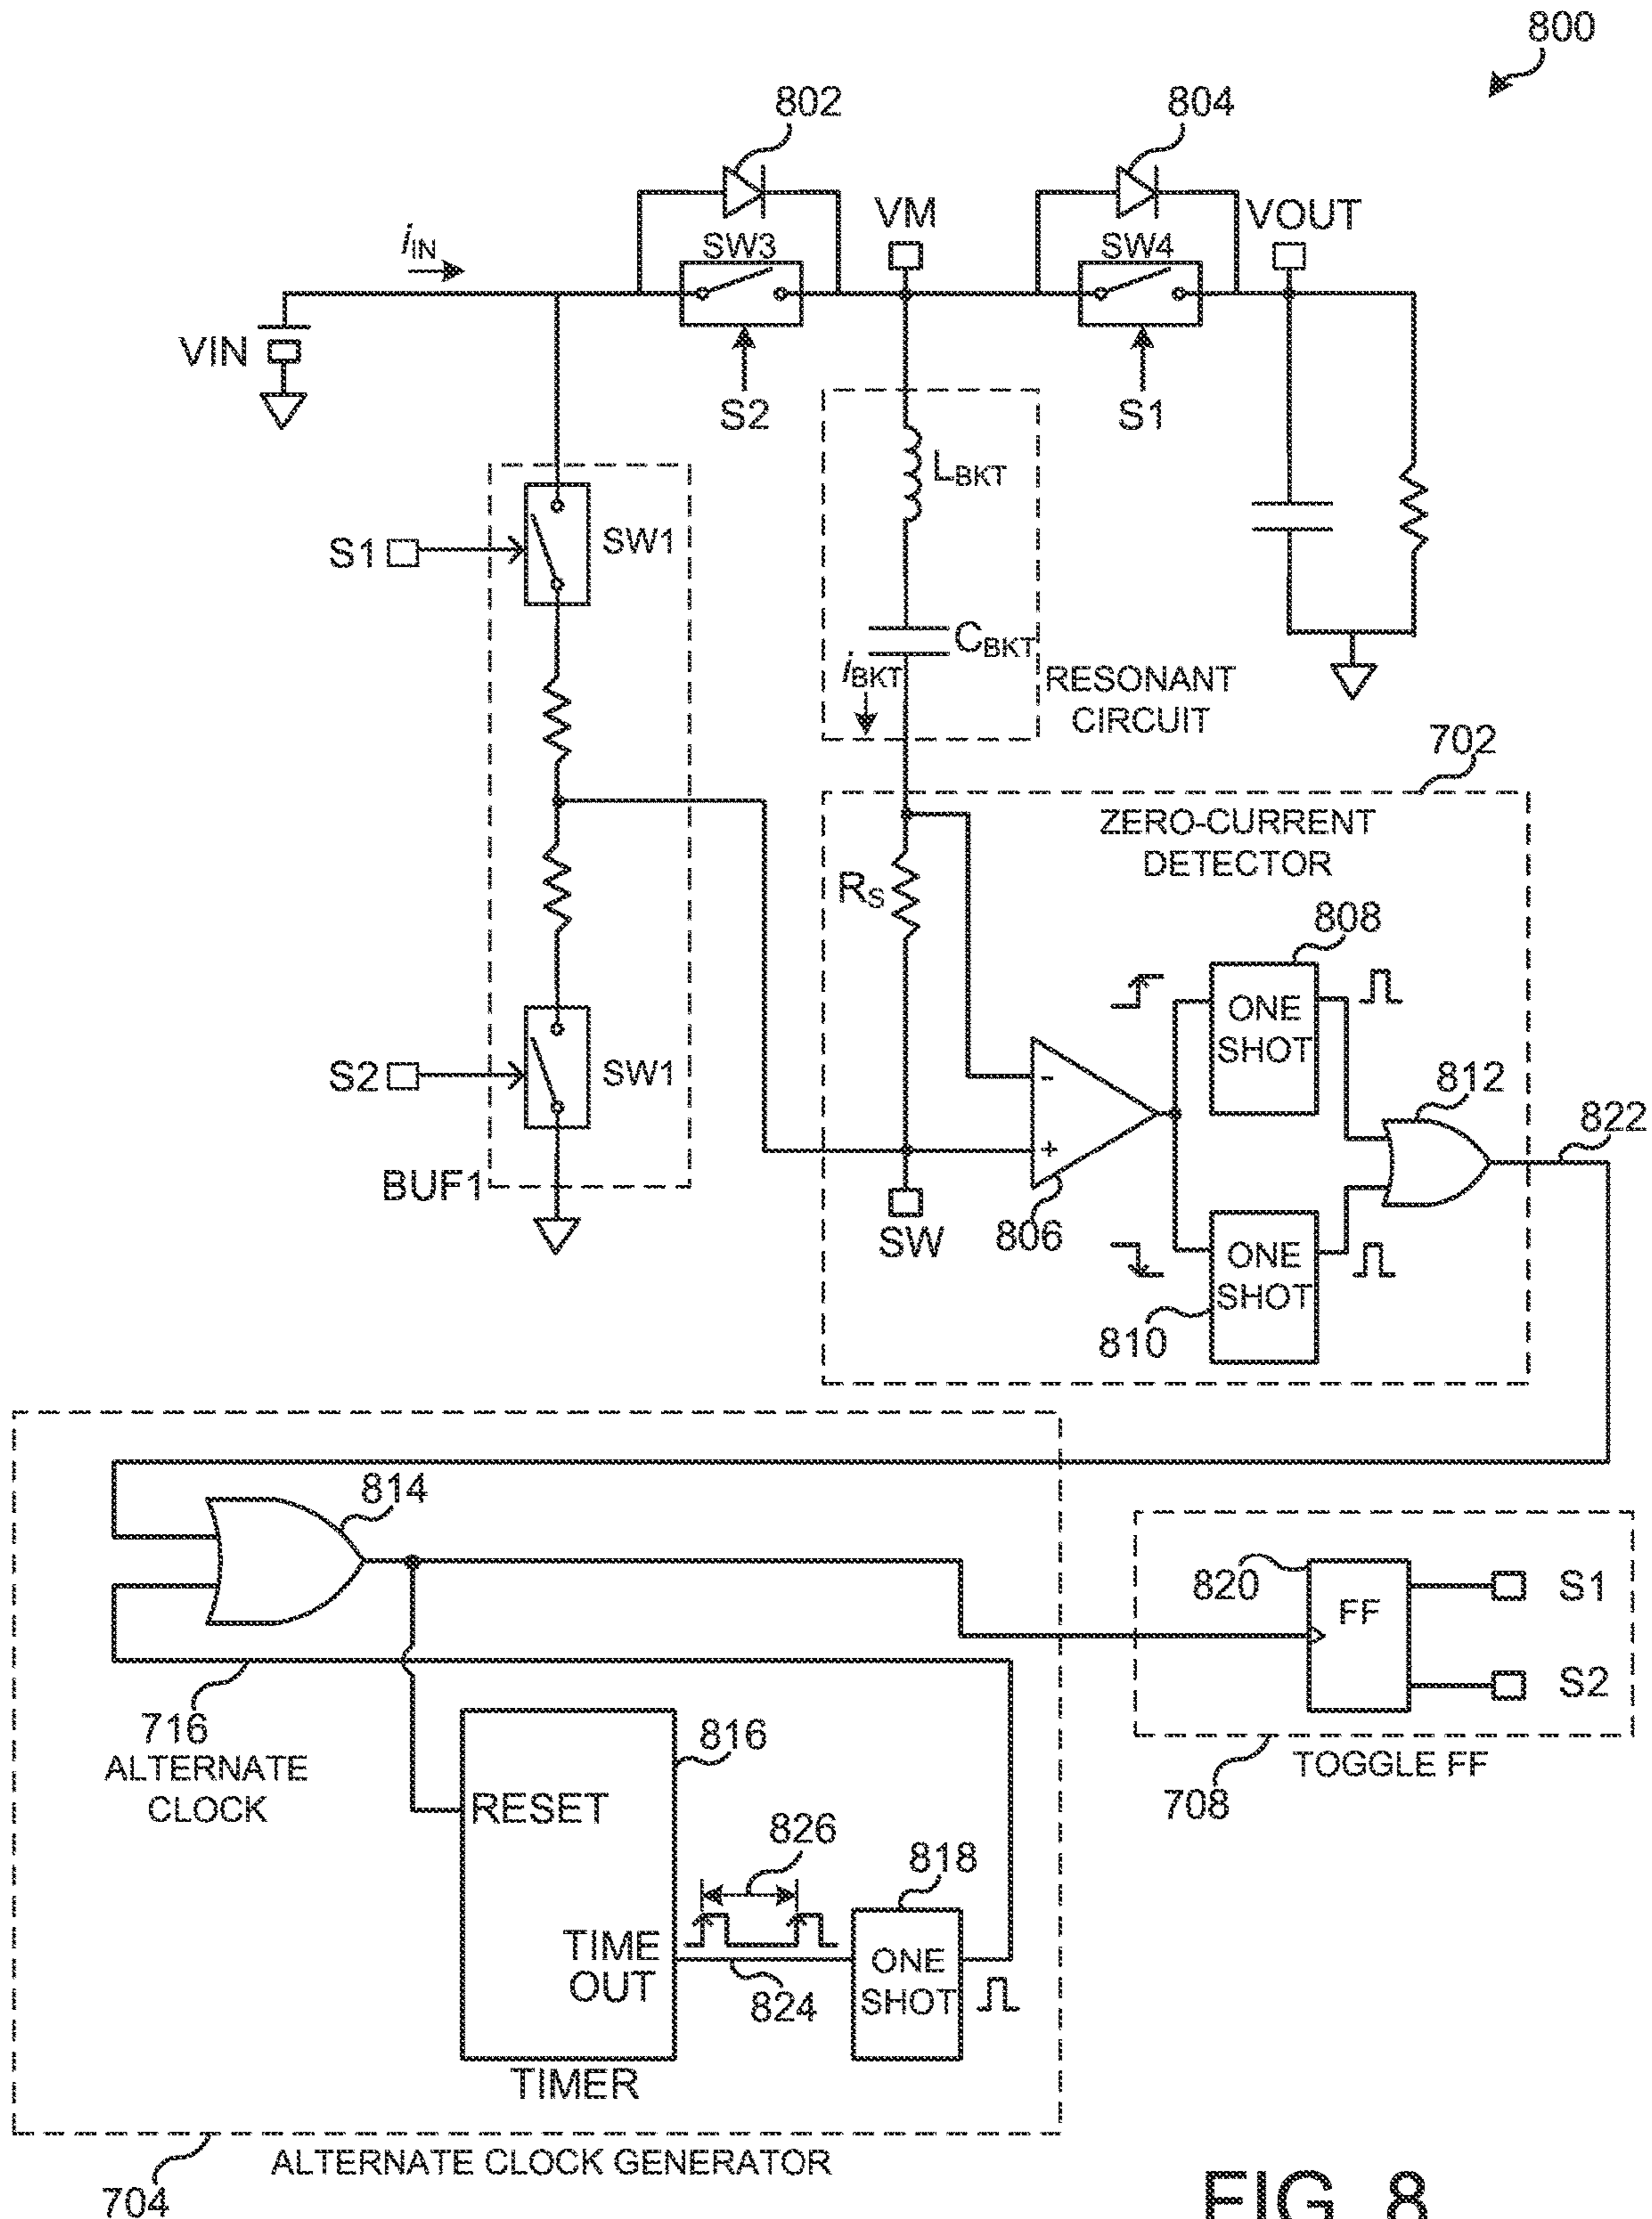 800
802
804
VM
VOUT
iIN
SW3
SW4
VIN
S2
S1
LBKT
S1
SW1
CBKT
iBKT
RESONANT
CIRCUIT
702
ZERO-CURRENT
DETECTOR
RS
808
ONE
SHOT
S2
SW1
-
812
822
+
BUF1
SW
806
ONE
SHOT
810
814
820
FF
S1
S2
716
ALTERNATE
CLOCK
816
TOGGLE FF
708
RESET
826
818
TIME
OUT
824
ONE
SHOT
TIMER
ALTERNATE CLOCK GENERATOR
704
FIG. 8